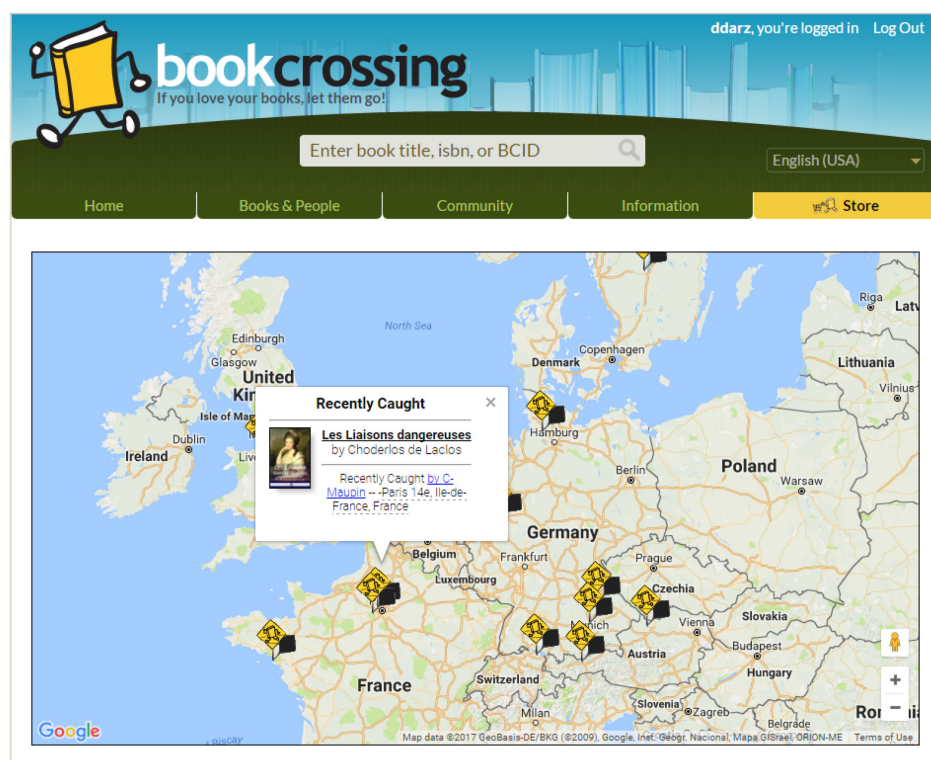 ddarz, you're logged in Log Out
bookcrossing
If you love your books, let them go!
Enter book title, isbn, or BCID
English (USA)
Home
Books & People
Community
Information
Store
North Sea
Riga
Latv
Edinburgh
Glasgow
Copenhagen
Denmark
Lithuania
Vilnius
United
Kin
Isle of Man
Dublin
Ireland
Liv
Recently Caught
×
Les Liaisons dangereuses
by Choderlos de Laclos
Recently Caught by C-
Maupin -- -Paris 14e, Ile-de-
France, France
Hamburg
Berlin
Poland
Warsaw
Germany
Belgium
Frankfurt
Prague
Luxembourg
Czechia
Slovakia
Vienna
Munich
Budapest
Austria
Hungary
France
Switzerland
Slovenia
Zagreb
Milan
Belgrade
Google
Biscay
Map data ©2017 GeoBasis-DE/BKG (©2009), Google, Inst. Geogr. Nacional, Mapa GISrael, ORION-ME
Terms of Use
+
−